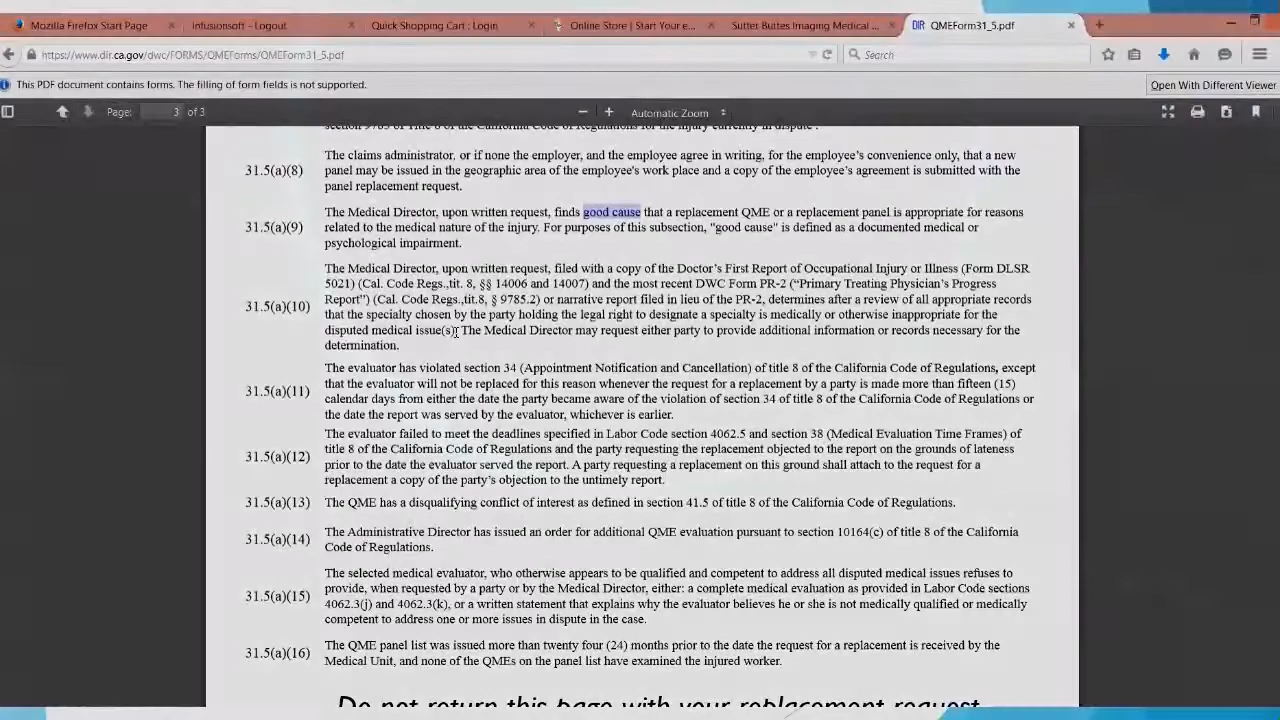 Mozilla Firefox Start Page
Infusionsoft - Logout
Quick Shopping Cart : Login
Online Store | Start Your e...
Sutter Buttes Imaging Medical ...
DIR QMEForm31_5.pdf
https://www.dir.ca.gov/dwc/FORMS/QMEForms/QMEForm31_5.pdf
Search
This PDF document contains forms. The filling of form fields is not supported.
Open With Different Viewer
Page: 3 of 3
Automatic Zoom
section 9785 of Title 8 of the California Code of Regulations for the injury currently in dispute .
31.5(a)(8)
The claims administrator, or if none the employer, and the employee agree in writing, for the employee's convenience only, that a new
panel may be issued in the geographic area of the employee's work place and a copy of the employee's agreement is submitted with the
panel replacement request.
31.5(a)(9)
The Medical Director, upon written request, finds good cause that a replacement QME or a replacement panel is appropriate for reasons
related to the medical nature of the injury. For purposes of this subsection, "good cause" is defined as a documented medical or
psychological impairment.
31.5(a)(10)
The Medical Director, upon written request, filed with a copy of the Doctor's First Report of Occupational Injury or Illness (Form DLSR
5021) (Cal. Code Regs.,tit. 8, §§ 14006 and 14007) and the most recent DWC Form PR-2 ("Primary Treating Physician's Progress
Report") (Cal. Code Regs.,tit.8, § 9785.2) or narrative report filed in lieu of the PR-2, determines after a review of all appropriate records
that the specialty chosen by the party holding the legal right to designate a specialty is medically or otherwise inappropriate for the
disputed medical issue(s). The Medical Director may request either party to provide additional information or records necessary for the
determination.
31.5(a)(11)
The evaluator has violated section 34 (Appointment Notification and Cancellation) of title 8 of the California Code of Regulations, except
that the evaluator will not be replaced for this reason whenever the request for a replacement by a party is made more than fifteen (15)
calendar days from either the date the party became aware of the violation of section 34 of title 8 of the California Code of Regulations or
the date the report was served by the evaluator, whichever is earlier.
31.5(a)(12)
The evaluator failed to meet the deadlines specified in Labor Code section 4062.5 and section 38 (Medical Evaluation Time Frames) of
title 8 of the California Code of Regulations and the party requesting the replacement objected to the report on the grounds of lateness
prior to the date the evaluator served the report. A party requesting a replacement on this ground shall attach to the request for a
replacement a copy of the party's objection to the untimely report.
31.5(a)(13)
The QME has a disqualifying conflict of interest as defined in section 41.5 of title 8 of the California Code of Regulations.
31.5(a)(14)
The Administrative Director has issued an order for additional QME evaluation pursuant to section 10164(c) of title 8 of the California
Code of Regulations.
31.5(a)(15)
The selected medical evaluator, who otherwise appears to be qualified and competent to address all disputed medical issues refuses to
provide, when requested by a party or by the Medical Director, either: a complete medical evaluation as provided in Labor Code sections
4062.3(j) and 4062.3(k), or a written statement that explains why the evaluator believes he or she is not medically qualified or medically
competent to address one or more issues in dispute in the case.
31.5(a)(16)
The QME panel list was issued more than twenty four (24) months prior to the date the request for a replacement is received by the
Medical Unit, and none of the QMEs on the panel list have examined the injured worker.
Do not return this page with your replacement request